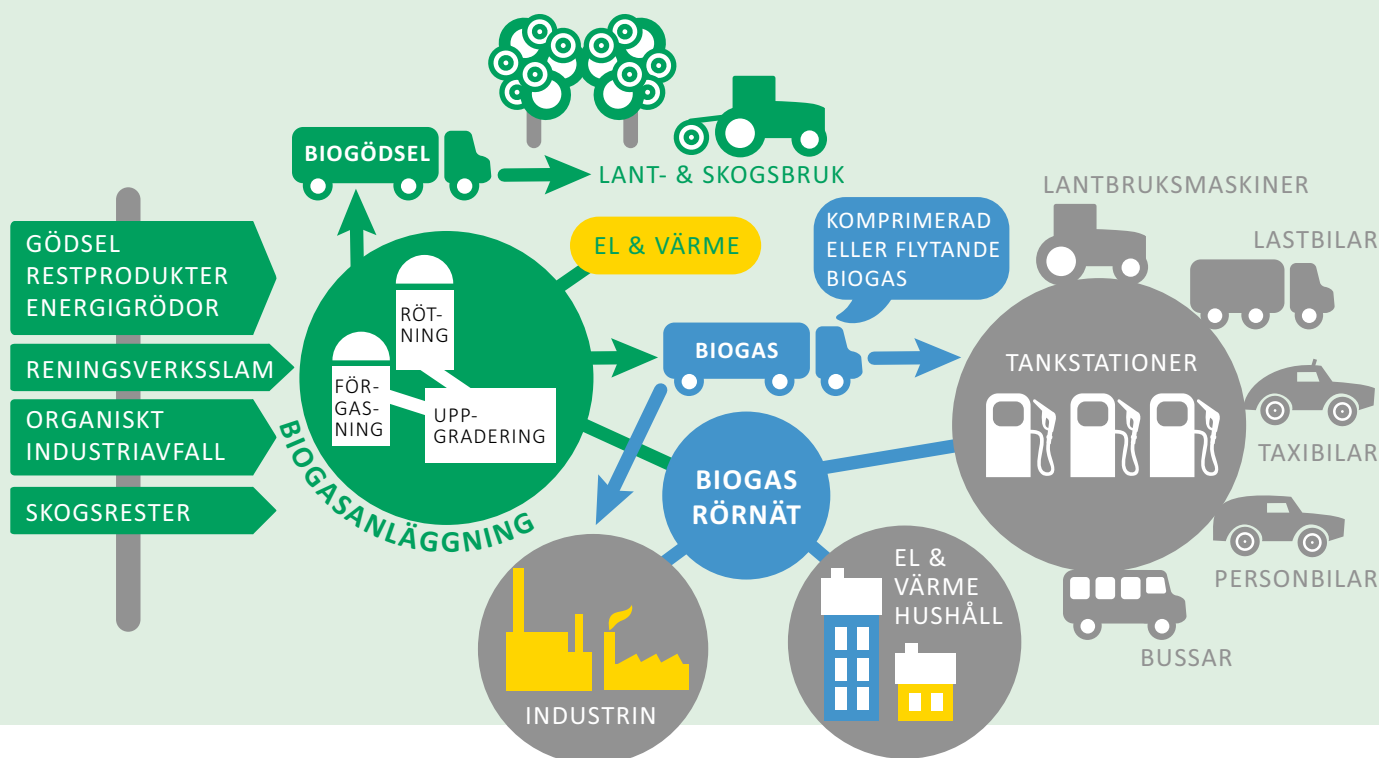 BIOGÖDSEL
LANT- & SKOGSBRUK
GÖDSEL
RESTPRODUKTER
ENERGIGRÖDOR
RENINGSVERKSSLAM
ORGANISKT
INDUSTRIAVFALL
SKOGSRESTER
RÖT-
NING
FÖR-
GAS-
NING
UPP-
GRADERING
BIOGASANLÄGGNING
EL & VÄRME
KOMPRIMERAD
ELLER FLYTANDE
BIOGAS
BIOGAS
BIOGAS
RÖRNÄT
INDUSTRIN
EL &
VÄRME
HUSHÅLL
TANKSTATIONER
LANTBRUKSMASKINER
LASTBILAR
TAXIBILAR
PERSONBILAR
BUSSAR